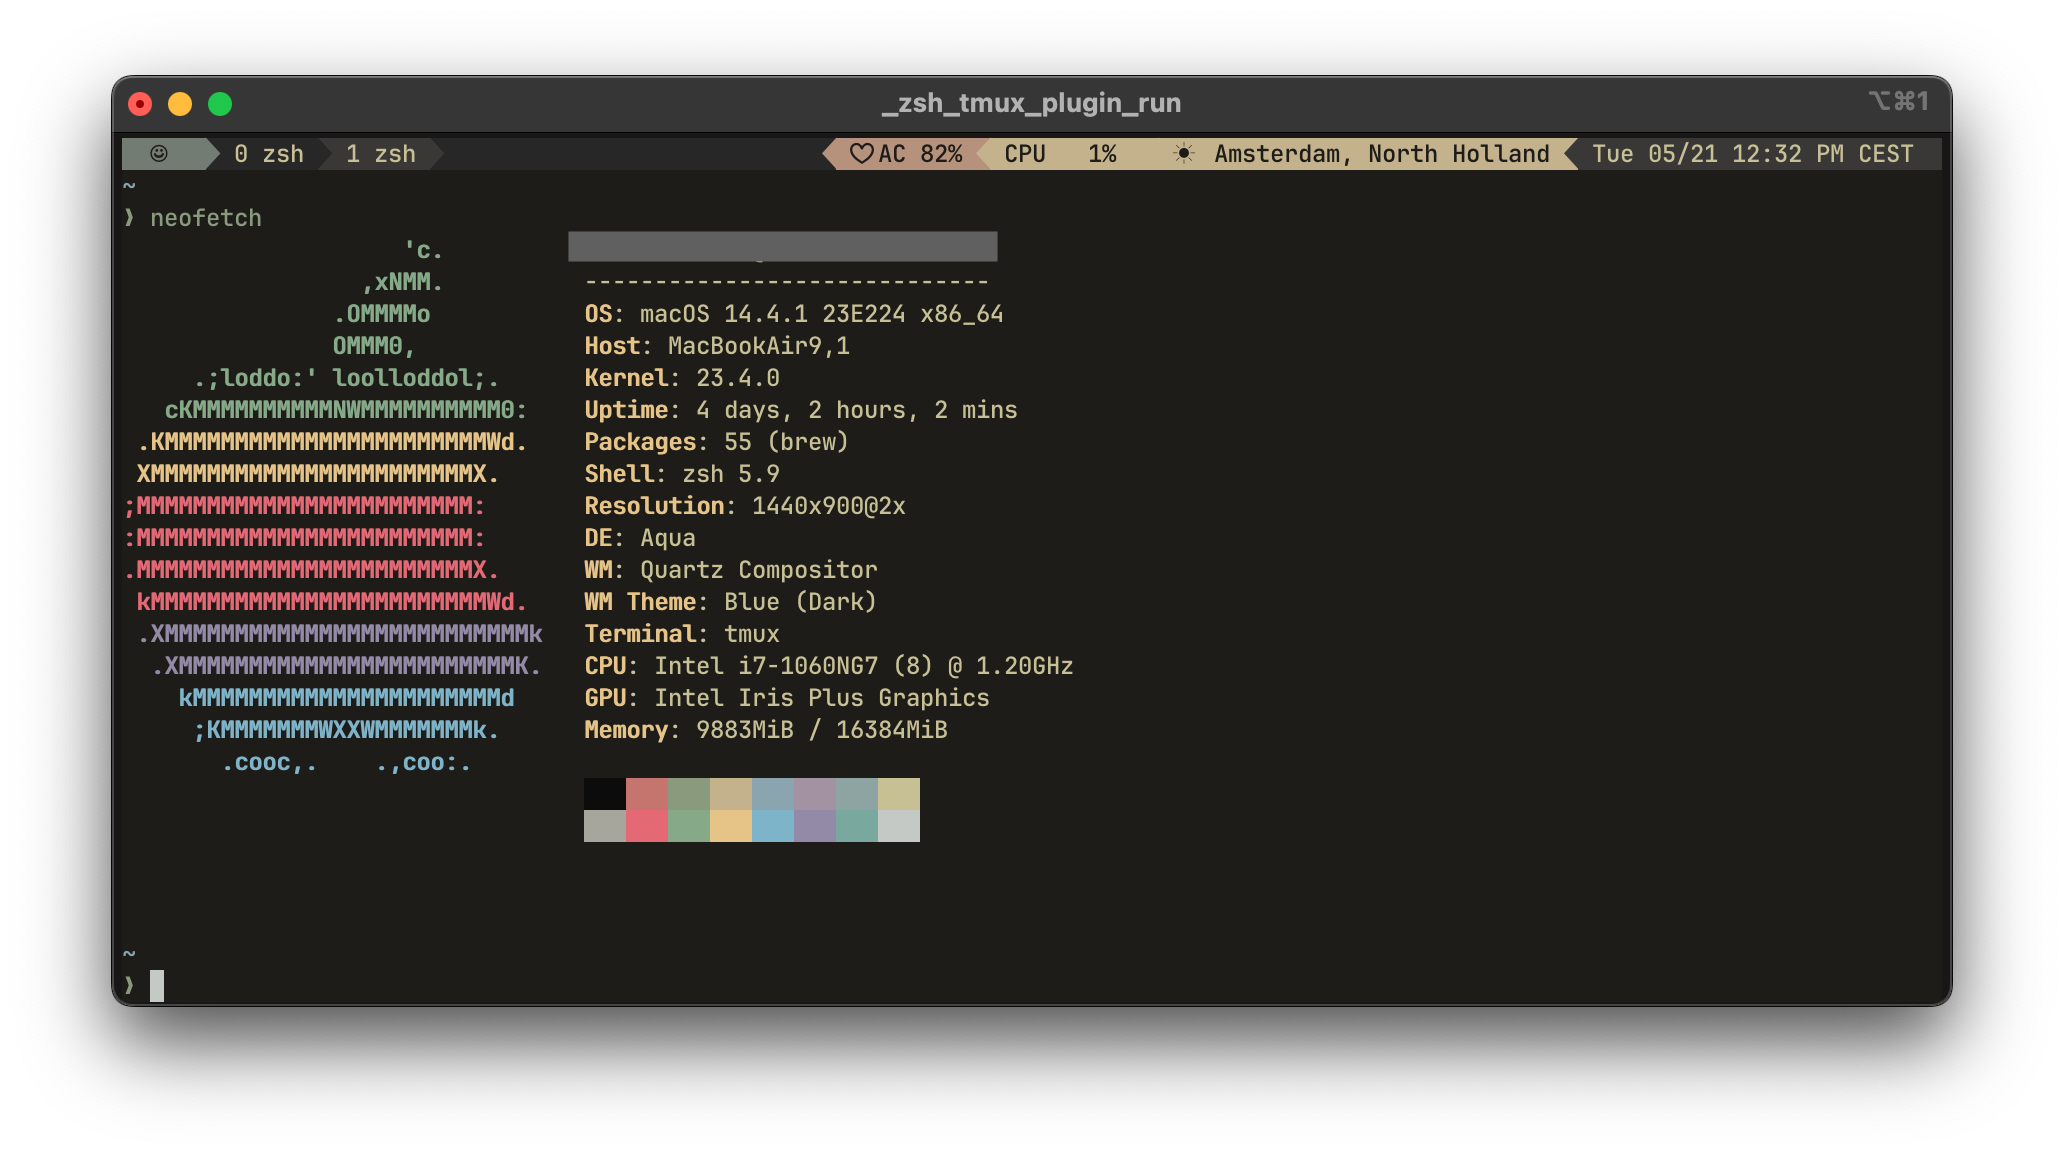 _zsh_tmux_plugin_run ⌥⌘1
☺ 0 zsh 1 zsh ♡ AC 82% CPU 1% ☀ Amsterdam, North Holland Tue 05/21 12:32 PM CEST
~
❯ neofetch
'c.
,xNMM. -----------------------------
.OMMMMo OS: macOS 14.4.1 23E224 x86_64
OMMM0, Host: MacBookAir9,1
.;loddo:' loolloddol;. Kernel: 23.4.0
cKMMMMMMMMMMNWMMMMMMMMMM0: Uptime: 4 days, 2 hours, 2 mins
.KMMMMMMMMMMMMMMMMMMMMMMMWd. Packages: 55 (brew)
XMMMMMMMMMMMMMMMMMMMMMMMX. Shell: zsh 5.9
;MMMMMMMMMMMMMMMMMMMMMMMM: Resolution: 1440x900@2x
:MMMMMMMMMMMMMMMMMMMMMMMM: DE: Aqua
.MMMMMMMMMMMMMMMMMMMMMMMMX. WM: Quartz Compositor
kMMMMMMMMMMMMMMMMMMMMMMMMWd. WM Theme: Blue (Dark)
.XMMMMMMMMMMMMMMMMMMMMMMMMMMk Terminal: tmux
.XMMMMMMMMMMMMMMMMMMMMMMMMK. CPU: Intel i7-1060NG7 (8) @ 1.20GHz
kMMMMMMMMMMMMMMMMMMMMMMd GPU: Intel Iris Plus Graphics
;KMMMMMMMWXXWMMMMMMMk. Memory: 9883MiB / 16384MiB
.cooc,. .,coo:.
~
❯